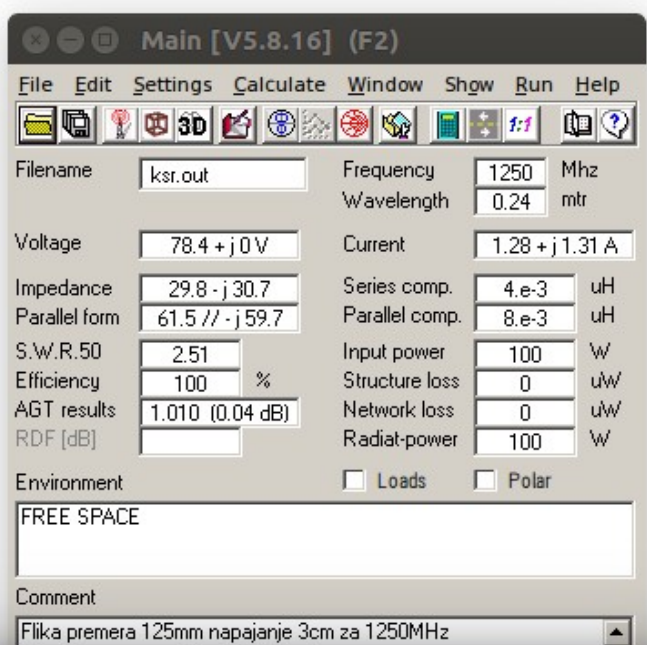 Main [V5.8.16] (F2)
File Edit Settings Calculate Window Show Run Help
3D 1:1 ?
Filename ksr.out Frequency 1250 Mhz
Wavelength 0.24 mtr
Voltage 78.4 + j 0 V Current 1.28 + j 1.31 A
Impedance 29.8 - j 30.7 Series comp. 4.e-3 uH
Parallel form 61.5 // - j 59.7 Parallel comp. 8.e-3 uH
S.W.R.50 2.51 Input power 100 W
Efficiency 100 % Structure loss 0 uW
AGT results 1.010 (0.04 dB) Network loss 0 uW
RDF [dB] Radiat-power 100 W
Environment Loads Polar
FREE SPACE
Comment
Flika premera 125mm napajanje 3cm za 1250MHz